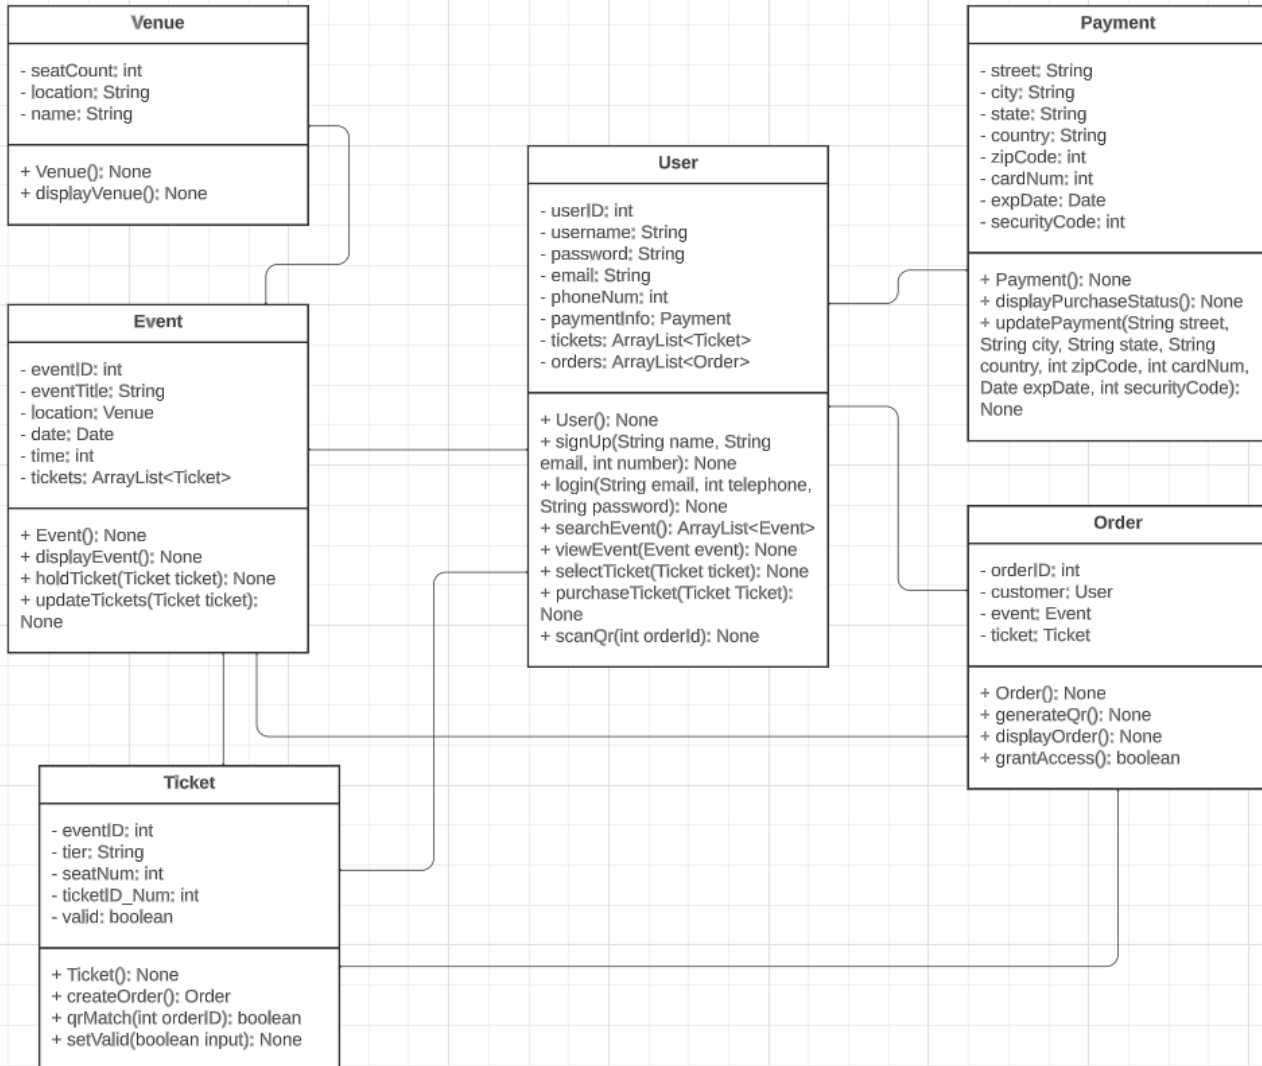 Venue
- seatCount: int
- location: String
- name: String
+ Venue(): None
+ displayVenue(): None
Event
- eventID: int
- eventTitle: String
- location: Venue
- date: Date
- time: int
- tickets: ArrayList<Ticket>
+ Event(): None
+ displayEvent(): None
+ holdTicket(Ticket ticket): None
+ updateTickets(Ticket ticket):
None
Ticket
- eventID: int
- tier: String
- seatNum: int
- ticketID_Num: int
- valid: boolean
+ Ticket(): None
+ createOrder(): Order
+ qrMatch(int orderID): boolean
+ setValid(boolean input): None
User
- userID: int
- username: String
- password: String
- email: String
- phoneNum: int
- paymentInfo: Payment
- tickets: ArrayList<Ticket>
- orders: ArrayList<Order>
+ User(): None
+ signUp(String name, String
email, int number): None
+ login(String email, int telephone,
String password): None
+ searchEvent(): ArrayList<Event>
+ viewEvent(Event event): None
+ selectTicket(Ticket ticket): None
+ purchaseTicket(Ticket Ticket):
None
+ scanQr(int orderId): None
Payment
- street: String
- city: String
- state: String
- country: String
- zipCode: int
- cardNum: int
- expDate: Date
- securityCode: int
+ Payment(): None
+ displayPurchaseStatus(): None
+ updatePayment(String street,
String city, String state, String
country, int zipCode, int cardNum,
Date expDate, int securityCode):
None
Order
- orderID: int
- customer: User
- event: Event
- ticket: Ticket
+ Order(): None
+ generateQr(): None
+ displayOrder(): None
+ grantAccess(): boolean